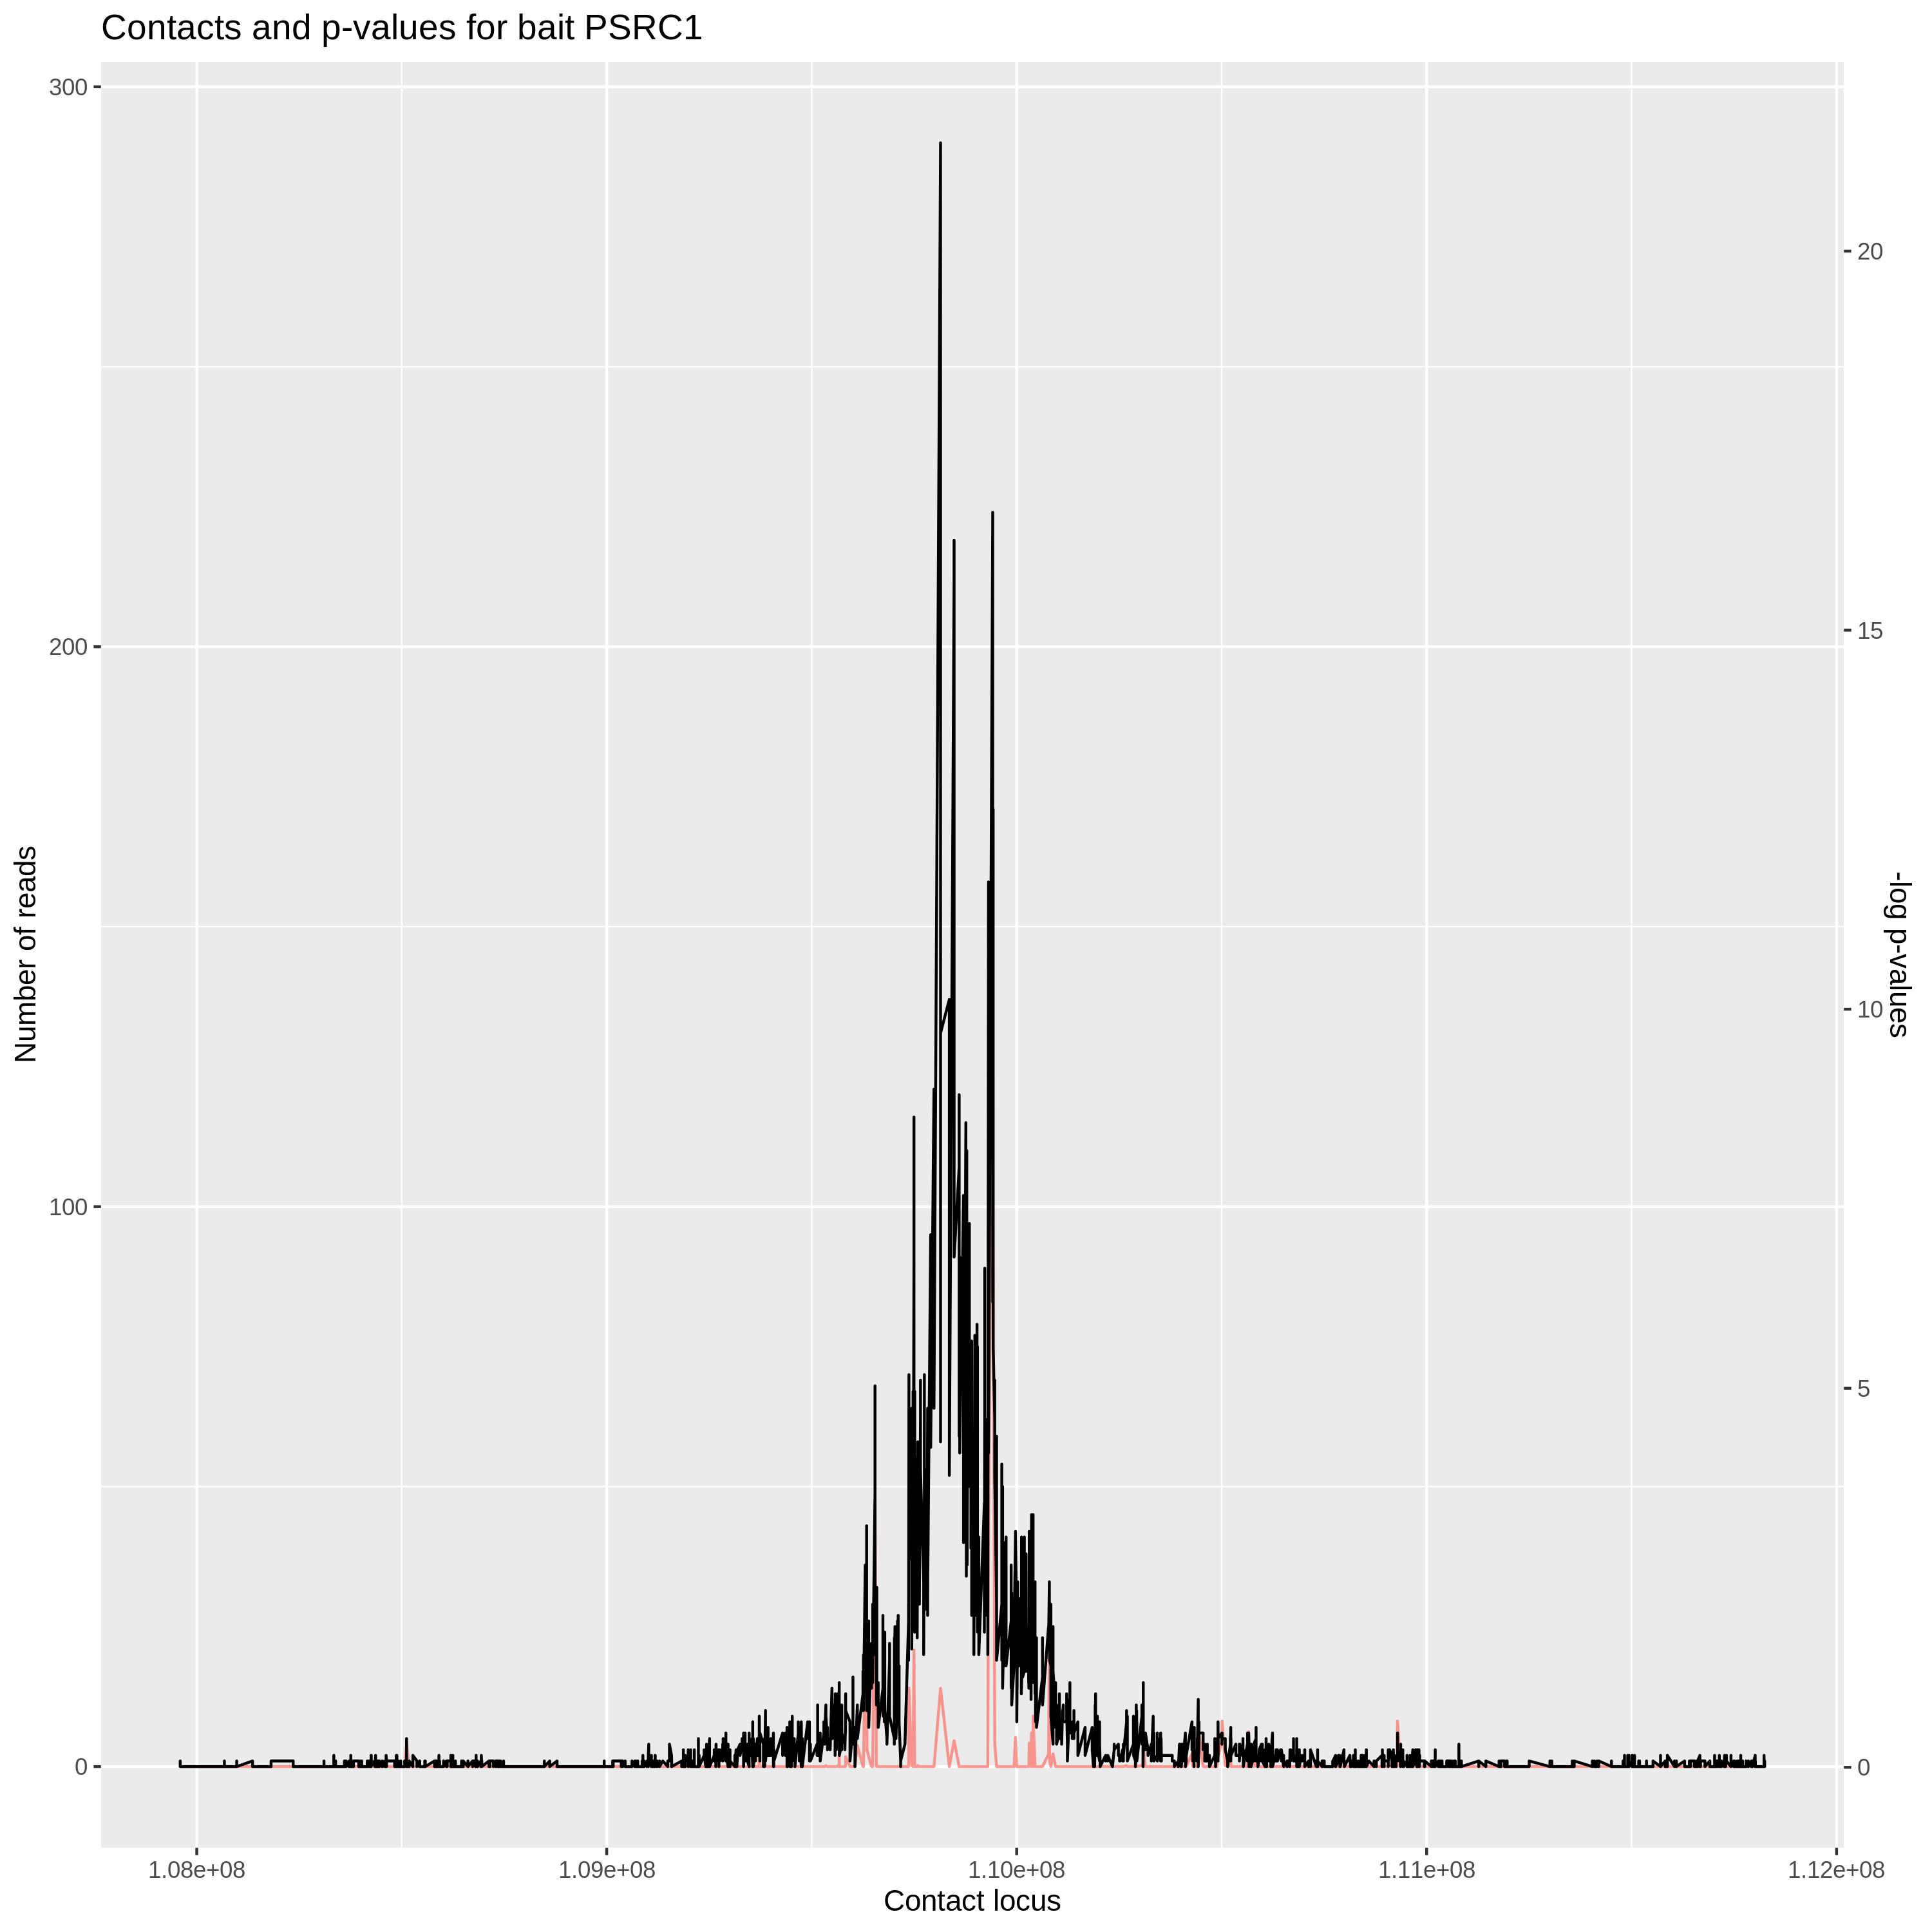 Contacts and p-values for bait PSRC1
300
200
100
0
Number of reads
20
15
10
5
0
-log p-values
1.08e+08
1.09e+08
1.10e+08
1.11e+08
1.12e+08
Contact locus